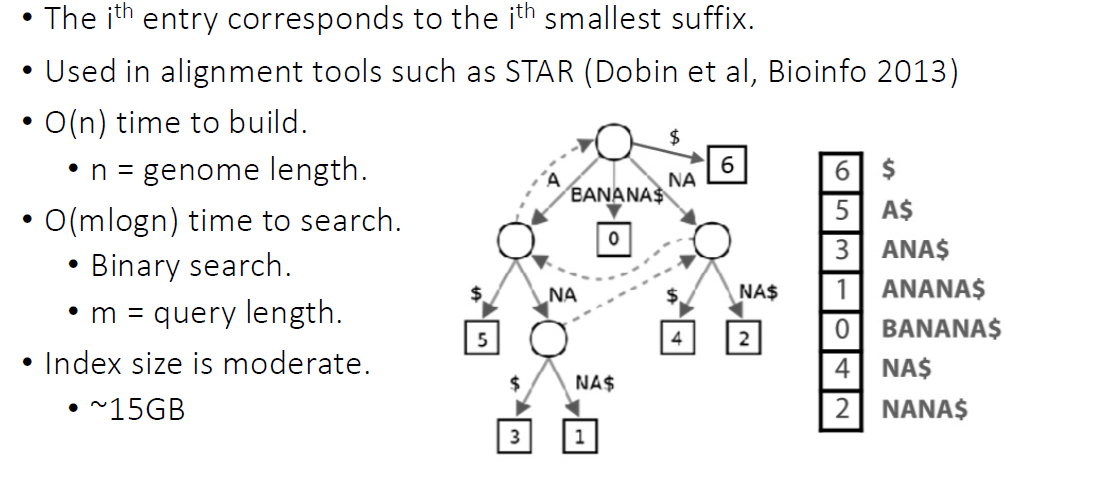 • The ith entry corresponds to the ith smallest suffix.
• Used in alignment tools such as STAR (Dobin et al, Bioinfo 2013)
• O(n) time to build.
• n = genome length.
• O(mlogn) time to search.
• Binary search.
• m = query length.
• Index size is moderate.
• ~15GB
$
6
A
BANANA$
NA
0
$
NA
$
NA$
5
4
2
$
NA$
3
1
6 $
5 A$
3 ANA$
1 ANANA$
0 BANANA$
4 NA$
2 NANA$